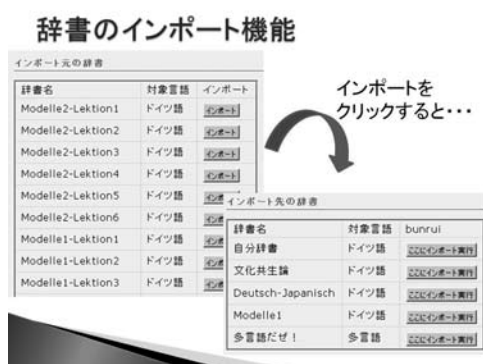 辞書のインポート機能
インポート元の辞書
辞書名 対象言語 インポート
Modelle2-Lektion1 ドイツ語 インポート
Modelle2-Lektion2 ドイツ語 インポート
Modelle2-Lektion3 ドイツ語 インポート
Modelle2-Lektion4 ドイツ語 インポート
Modelle2-Lektion5 ドイツ語
Modelle2-Lektion6 ドイツ語
Modelle1-Lektion1 ドイツ語
Modelle1-Lektion2 ドイツ語
Modelle1-Lektion3 ドイツ語
インポートを
クリックすると・・・
インポート先の辞書
辞書名 対象言語 bunrui
自分辞書 ドイツ語 ここにインポート実行
文化共生論 ドイツ語 ここにインポート実行
Deutsch-Japanisch ドイツ語 ここにインポート実行
Modelle1 ドイツ語 ここにインポート実行
多言語だぜ！ 多言語 ここにインポート実行